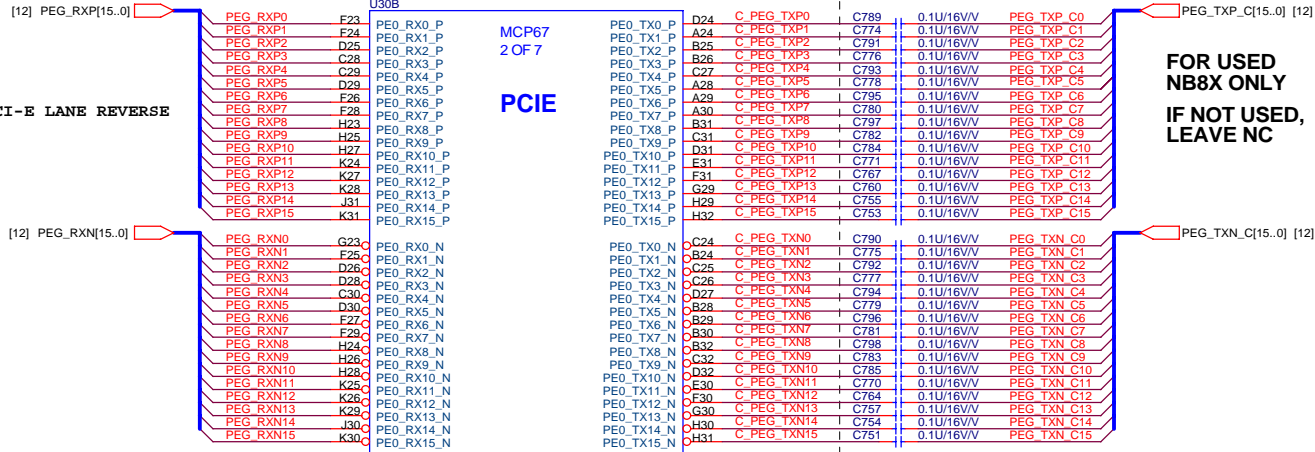 [12] PEG_RXP[15..0]
U30B
PEG_TXP_C[15..0] [12]
MCP67
2 OF 7
PCIE
FOR USED
NB8X ONLY
IF NOT USED,
LEAVE NC
CI-E LANE REVERSE
PEG_RXP0 F23 PE0_RX0_P PE0_TX0_P D24 C_PEG_TXP0 C789 0.1U/16V/V PEG_TXP_C0
PEG_RXP1 F24 PE0_RX1_P PE0_TX1_P A24 C_PEG_TXP1 C774 0.1U/16V/V PEG_TXP_C1
PEG_RXP2 D25 PE0_RX2_P PE0_TX2_P B25 C_PEG_TXP2 C791 0.1U/16V/V PEG_TXP_C2
PEG_RXP3 C28 PE0_RX3_P PE0_TX3_P B26 C_PEG_TXP3 C776 0.1U/16V/V PEG_TXP_C3
PEG_RXP4 C29 PE0_RX4_P PE0_TX4_P C27 C_PEG_TXP4 C793 0.1U/16V/V PEG_TXP_C4
PEG_RXP5 D29 PE0_RX5_P PE0_TX5_P A28 C_PEG_TXP5 C778 0.1U/16V/V PEG_TXP_C5
PEG_RXP6 F26 PE0_RX6_P PE0_TX6_P A29 C_PEG_TXP6 C795 0.1U/16V/V PEG_TXP_C6
PEG_RXP7 F28 PE0_RX7_P PE0_TX7_P A30 C_PEG_TXP7 C780 0.1U/16V/V PEG_TXP_C7
PEG_RXP8 H23 PE0_RX8_P PE0_TX8_P B31 C_PEG_TXP8 C797 0.1U/16V/V PEG_TXP_C8
PEG_RXP9 H25 PE0_RX9_P PE0_TX9_P C31 C_PEG_TXP9 C782 0.1U/16V/V PEG_TXP_C9
PEG_RXP10 H27 PE0_RX10_P PE0_TX10_P D31 C_PEG_TXP10 C784 0.1U/16V/V PEG_TXP_C10
PEG_RXP11 K24 PE0_RX11_P PE0_TX11_P E31 C_PEG_TXP11 C771 0.1U/16V/V PEG_TXP_C11
PEG_RXP12 K27 PE0_RX12_P PE0_TX12_P F31 C_PEG_TXP12 C767 0.1U/16V/V PEG_TXP_C12
PEG_RXP13 K28 PE0_RX13_P PE0_TX13_P G29 C_PEG_TXP13 C760 0.1U/16V/V PEG_TXP_C13
PEG_RXP14 J31 PE0_RX14_P PE0_TX14_P H29 C_PEG_TXP14 C755 0.1U/16V/V PEG_TXP_C14
PEG_RXP15 K31 PE0_RX15_P PE0_TX15_P H32 C_PEG_TXP15 C753 0.1U/16V/V PEG_TXP_C15
[12] PEG_RXN[15..0]
PEG_TXN_C[15..0] [12]
PEG_RXN0 G23 PE0_RX0_N PE0_TX0_N C24 C_PEG_TXN0 C790 0.1U/16V/V PEG_TXN_C0
PEG_RXN1 F25 PE0_RX1_N PE0_TX1_N B24 C_PEG_TXN1 C775 0.1U/16V/V PEG_TXN_C1
PEG_RXN2 D26 PE0_RX2_N PE0_TX2_N C25 C_PEG_TXN2 C792 0.1U/16V/V PEG_TXN_C2
PEG_RXN3 D28 PE0_RX3_N PE0_TX3_N C26 C_PEG_TXN3 C777 0.1U/16V/V PEG_TXN_C3
PEG_RXN4 C30 PE0_RX4_N PE0_TX4_N D27 C_PEG_TXN4 C794 0.1U/16V/V PEG_TXN_C4
PEG_RXN5 D30 PE0_RX5_N PE0_TX5_N B28 C_PEG_TXN5 C779 0.1U/16V/V PEG_TXN_C5
PEG_RXN6 F27 PE0_RX6_N PE0_TX6_N B29 C_PEG_TXN6 C796 0.1U/16V/V PEG_TXN_C6
PEG_RXN7 F29 PE0_RX7_N PE0_TX7_N B30 C_PEG_TXN7 C781 0.1U/16V/V PEG_TXN_C7
PEG_RXN8 H24 PE0_RX8_N PE0_TX8_N B32 C_PEG_TXN8 C798 0.1U/16V/V PEG_TXN_C8
PEG_RXN9 H26 PE0_RX9_N PE0_TX9_N C32 C_PEG_TXN9 C783 0.1U/16V/V PEG_TXN_C9
PEG_RXN10 H28 PE0_RX10_N PE0_TX10_N D32 C_PEG_TXN10 C785 0.1U/16V/V PEG_TXN_C10
PEG_RXN11 K25 PE0_RX11_N PE0_TX11_N E30 C_PEG_TXN11 C770 0.1U/16V/V PEG_TXN_C11
PEG_RXN12 K26 PE0_RX12_N PE0_TX12_N F30 C_PEG_TXN12 C764 0.1U/16V/V PEG_TXN_C12
PEG_RXN13 K29 PE0_RX13_N PE0_TX13_N G30 C_PEG_TXN13 C757 0.1U/16V/V PEG_TXN_C13
PEG_RXN14 J30 PE0_RX14_N PE0_TX14_N H30 C_PEG_TXN14 C754 0.1U/16V/V PEG_TXN_C14
PEG_RXN15 K30 PE0_RX15_N PE0_TX15_N H31 C_PEG_TXN15 C751 0.1U/16V/V PEG_TXN_C15